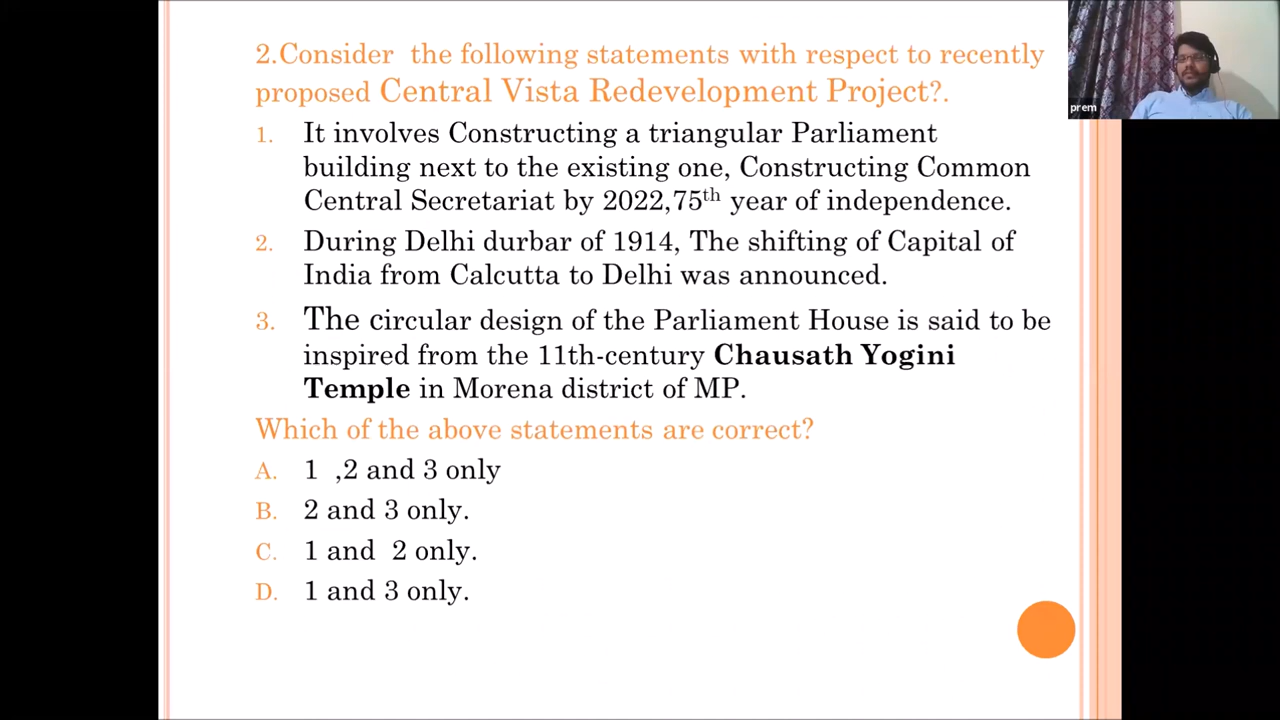 2.Consider the following statements with respect to recently
proposed Central Vista Redevelopment Project?.
prem
1. It involves Constructing a triangular Parliament
building next to the existing one, Constructing Common
Central Secretariat by 2022,75th year of independence.
2. During Delhi durbar of 1914, The shifting of Capital of
India from Calcutta to Delhi was announced.
3. The circular design of the Parliament House is said to be
inspired from the 11th-century Chausath Yogini
Temple in Morena district of MP.
Which of the above statements are correct?
A. 1 ,2 and 3 only
B. 2 and 3 only.
C. 1 and 2 only.
D. 1 and 3 only.